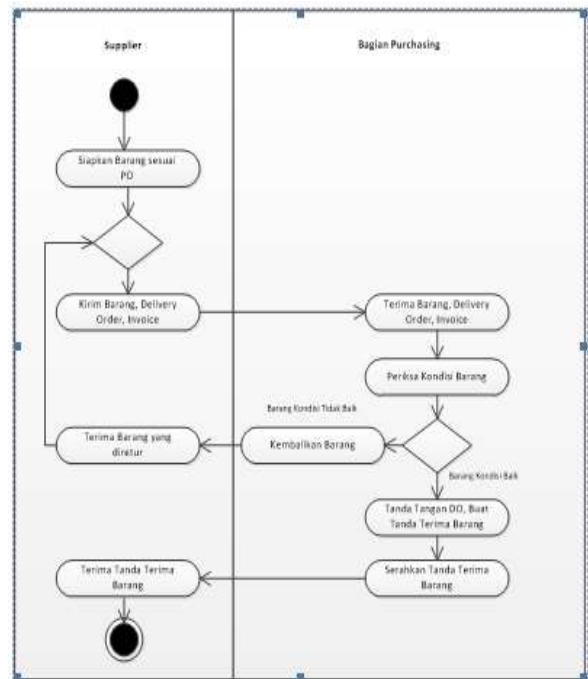 Supplier
Bagian Purchasing
Siapkan Barang sesuai
PO
Kirim Barang, Delivery
Order, Invoice
Terima Barang, Delivery
Order, Invoice
Periksa Kondisi Barang
Barang Kondisi Tidak Baik
Terima Barang yang
diretur
Kembalikan Barang
Barang Kondisi Baik
Tanda Tangan DO, Buat
Tanda Terima Barang
Terima Tanda Terima
Barang
Serahkan Tanda Terima
Barang